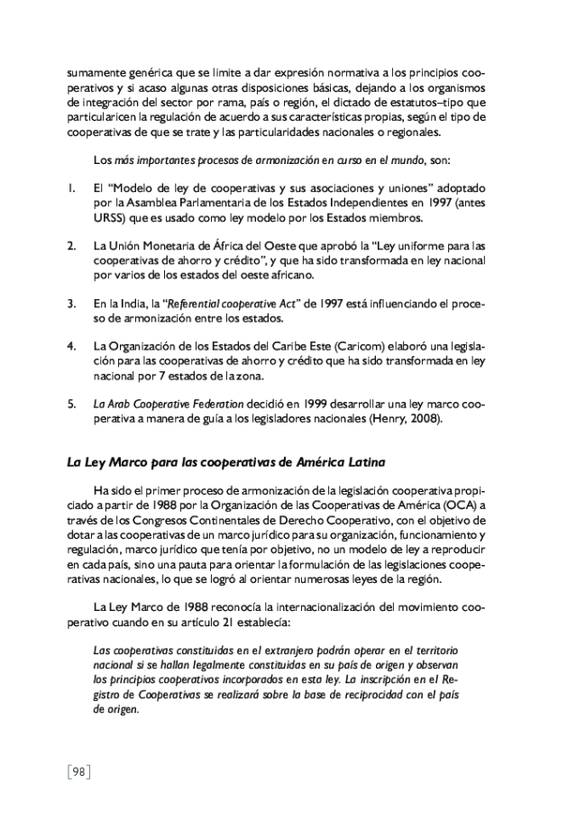 sumamente genérica que se limite a dar expresión normativa a los principios coo-
perativos y si acaso algunas otras disposiciones básicas, dejando a los organismos
de integración del sector por rama, país o región, el dictado de estatutos–tipo que
particularicen la regulación de acuerdo a sus características propias, según el tipo de
cooperativas de que se trate y las particularidades nacionales o regionales.
Los más importantes procesos de armonización en curso en el mundo, son:
1. El “Modelo de ley de cooperativas y sus asociaciones y uniones” adoptado
por la Asamblea Parlamentaria de los Estados Independientes en 1997 (antes
URSS) que es usado como ley modelo por los Estados miembros.
2. La Unión Monetaria de África del Oeste que aprobó la “Ley uniforme para las
cooperativas de ahorro y crédito”, y que ha sido transformada en ley nacional
por varios de los estados del oeste africano.
3. En la India, la “Referential cooperative Act” de 1997 está influenciando el proce-
so de armonización entre los estados.
4. La Organización de los Estados del Caribe Este (Caricom) elaboró una legisla-
ción para las cooperativas de ahorro y crédito que ha sido transformada en ley
nacional por 7 estados de la zona.
5. La Arab Cooperative Federation decidió en 1999 desarrollar una ley marco coo-
perativa a manera de guía a los legisladores nacionales (Henry, 2008).
La Ley Marco para las cooperativas de América Latina
Ha sido el primer proceso de armonización de la legislación cooperativa propi-
ciado a partir de 1988 por la Organización de las Cooperativas de América (OCA) a
través de los Congresos Continentales de Derecho Cooperativo, con el objetivo de
dotar a las cooperativas de un marco jurídico para su organización, funcionamiento y
regulación, marco jurídico que tenía por objetivo, no un modelo de ley a reproducir
en cada país, sino una pauta para orientar la formulación de las legislaciones coope-
rativas nacionales, lo que se logró al orientar numerosas leyes de la región.
La Ley Marco de 1988 reconocía la internacionalización del movimiento coo-
perativo cuando en su artículo 21 establecía:
Las cooperativas constituidas en el extranjero podrán operar en el territorio
nacional si se hallan legalmente constituidas en su país de origen y observan
los principios cooperativos incorporados en esta ley. La inscripción en el Re-
gistro de Cooperativas se realizará sobre la base de reciprocidad con el país
de origen.
[98]